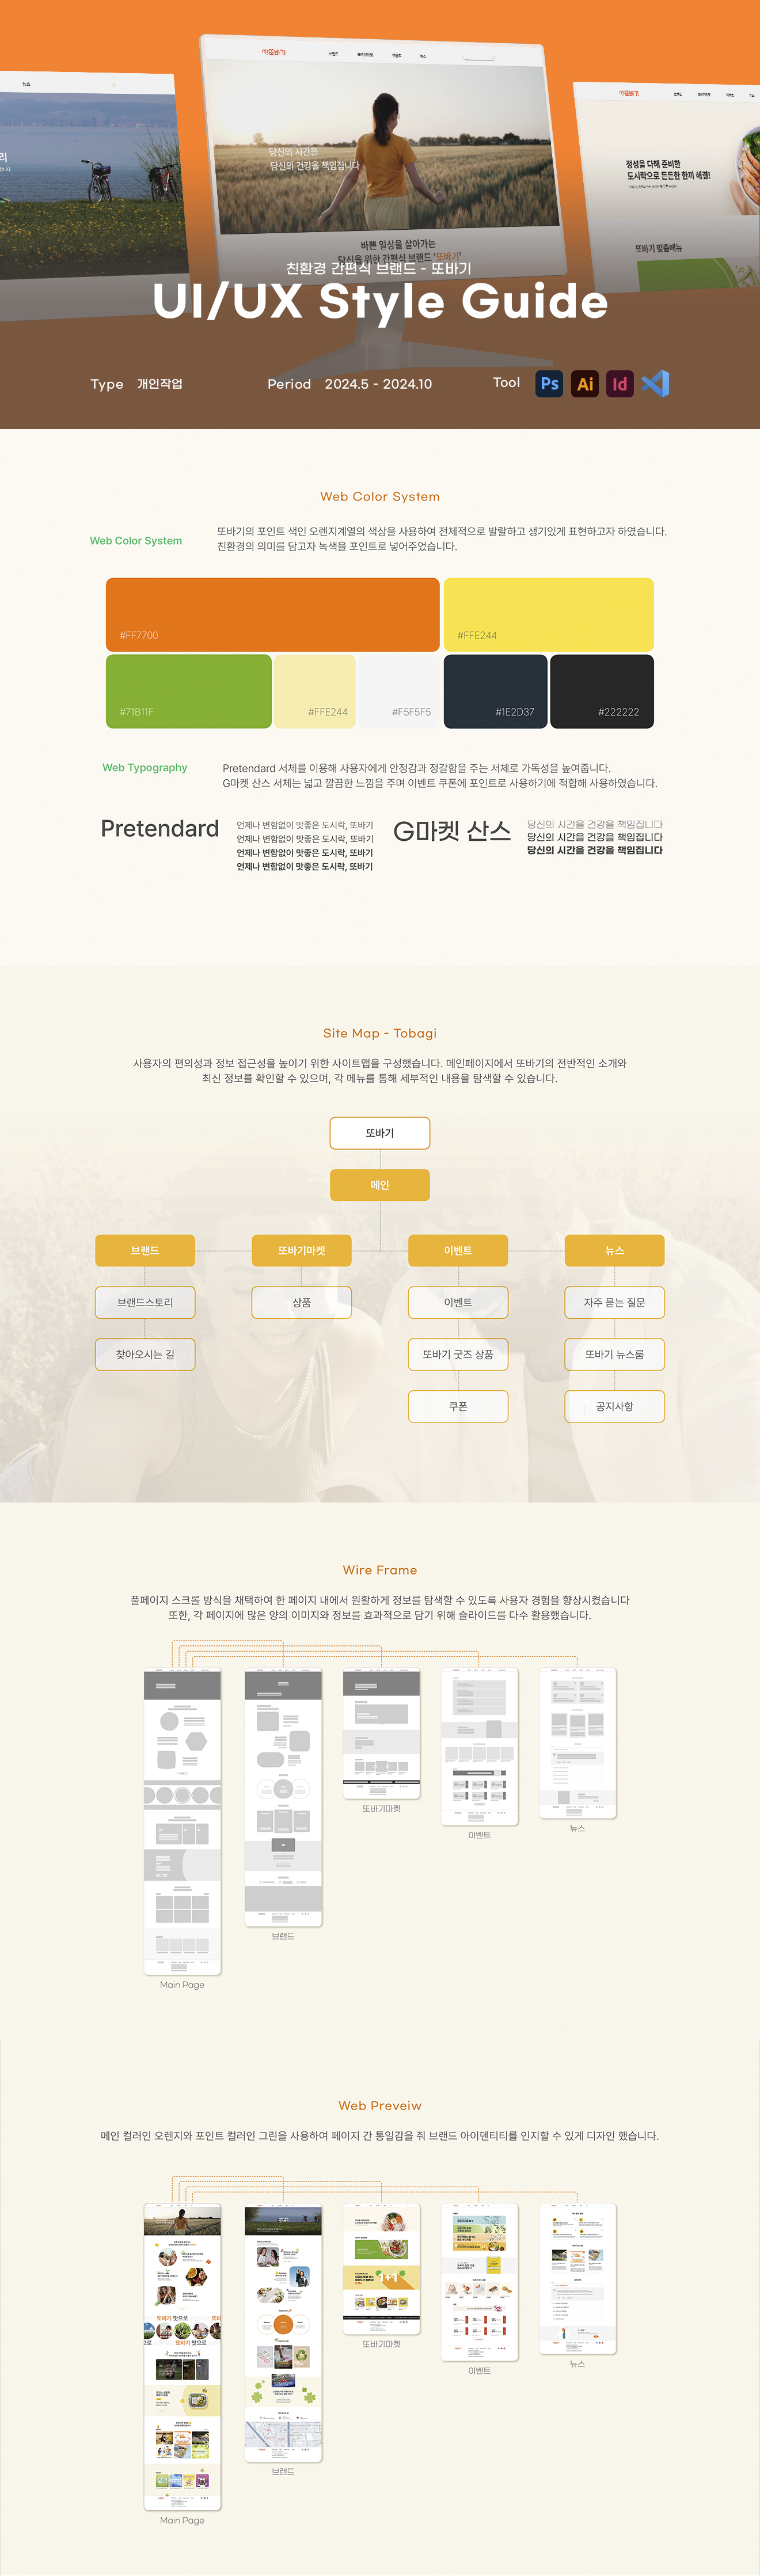 뉴스
또바기
브랜드
또바기마켓
이벤트
뉴스
또바기
당신의 시간을
당신의 건강을 책임집니다
정성을 다해 준비한
도시락으로 든든한 한끼 해결!
또바기 맞춤메뉴
바쁜 일상을 살아가는
당신을 위한 간편식 브랜드 '또바기'
친환경 간편식 브랜드 - 또바기
UI/UX Style Guide
Type 개인작업
Period 2024.5 - 2024.10
Tool Ps Ai Id
Web Color System
Web Color System
또바기의 포인트 색인 오렌지계열의 색상을 사용하여 전체적으로 발랄하고 생기있게 표현하고자 하였습니다.
친환경의 의미를 담고자 녹색을 포인트로 넣어주었습니다.
#FF7700
#FFE244
#71B11F
#FFE244
#F5F5F5
#1E2D37
#222222
Web Typography
Pretendard 서체를 이용해 사용자에게 안정감과 정갈함을 주는 서체로 가독성을 높여줍니다.
G마켓 산스 서체는 넓고 깔끔한 느낌을 주며 이벤트 쿠폰에 포인트로 사용하기에 적합해 사용하였습니다.
Pretendard
언제나 변함없이 맛좋은 도시락, 또바기
언제나 변함없이 맛좋은 도시락, 또바기
언제나 변함없이 맛좋은 도시락, 또바기
언제나 변함없이 맛좋은 도시락, 또바기
G마켓 산스
당신의 시간을 건강을 책임집니다
당신의 시간을 건강을 책임집니다
당신의 시간을 건강을 책임집니다
Site Map - Tobagi
사용자의 편의성과 정보 접근성을 높이기 위한 사이트맵을 구성했습니다. 메인페이지에서 또바기의 전반적인 소개와
최신 정보를 확인할 수 있으며, 각 메뉴를 통해 세부적인 내용을 탐색할 수 있습니다.
또바기
메인
브랜드
또바기마켓
이벤트
뉴스
브랜드스토리
상품
이벤트
자주 묻는 질문
찾아오시는 길
또바기 굿즈 상품
또바기 뉴스룸
쿠폰
공지사항
Wire Frame
풀페이지 스크롤 방식을 채택하여 한 페이지 내에서 원활하게 정보를 탐색할 수 있도록 사용자 경험을 향상시켰습니다
또한, 각 페이지에 많은 양의 이미지와 정보를 효과적으로 담기 위해 슬라이드를 다수 활용했습니다.
또바기마켓
이벤트
뉴스
브랜드
Main Page
Web Preveiw
메인 컬러인 오렌지와 포인트 컬러인 그린을 사용하여 페이지 간 통일감을 줘 브랜드 아이덴티티를 인지할 수 있게 디자인 했습니다.
또바기 맛으로
또바기 맛으로
1+1
또바기마켓
이벤트
뉴스
브랜드
Main Page